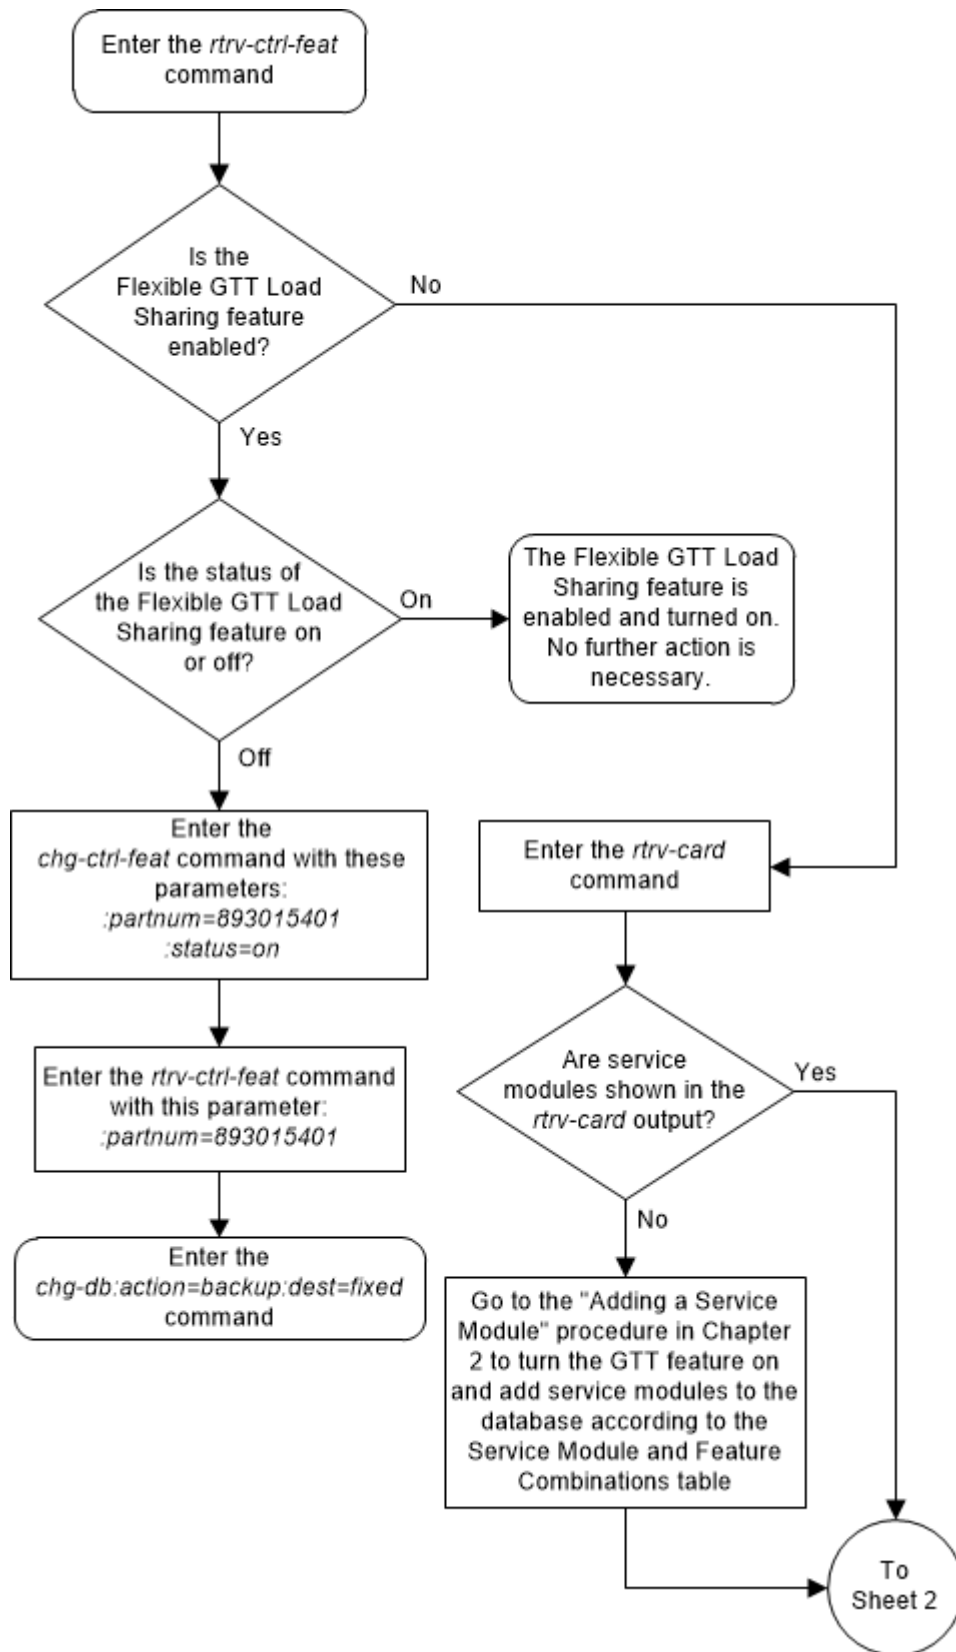 Enter the rtrv-ctrl-feat
command
Is the
Flexible GTT Load
Sharing feature
enabled?
No
Yes
Is the status of
the Flexible GTT Load
Sharing feature on
or off?
On
The Flexible GTT Load
Sharing feature is
enabled and turned on.
No further action is
necessary.
Off
Enter the
chg-ctrl-feat command with these
parameters:
:partnum=893015401
:status=on
Enter the rtrv-card
command
Enter the rtrv-ctrl-feat command
with this parameter:
:partnum=893015401
Are service
modules shown in the
rtrv-card output?
Yes
No
Enter the
chg-db:action=backup:dest=fixed
command
Go to the "Adding a Service
Module" procedure in Chapter
2 to turn the GTT feature on
and add service modules to the
database according to the
Service Module and Feature
Combinations table
To
Sheet 2